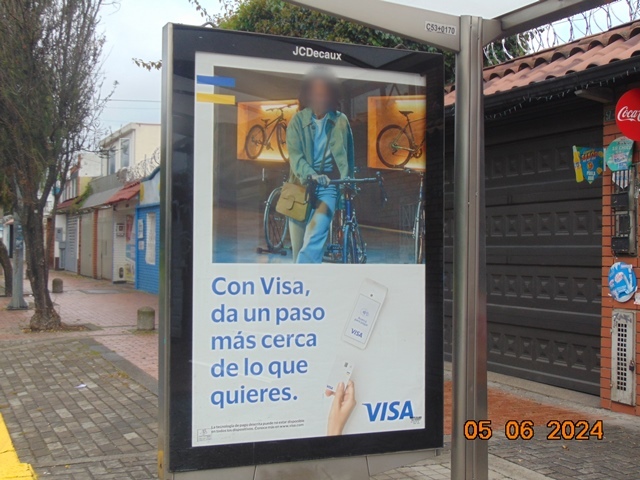 C53+0170
JCDecaux
Coca
Con Visa,
da un paso
más cerca
de lo que
quieres.
VISA
VISA
05 06 2024